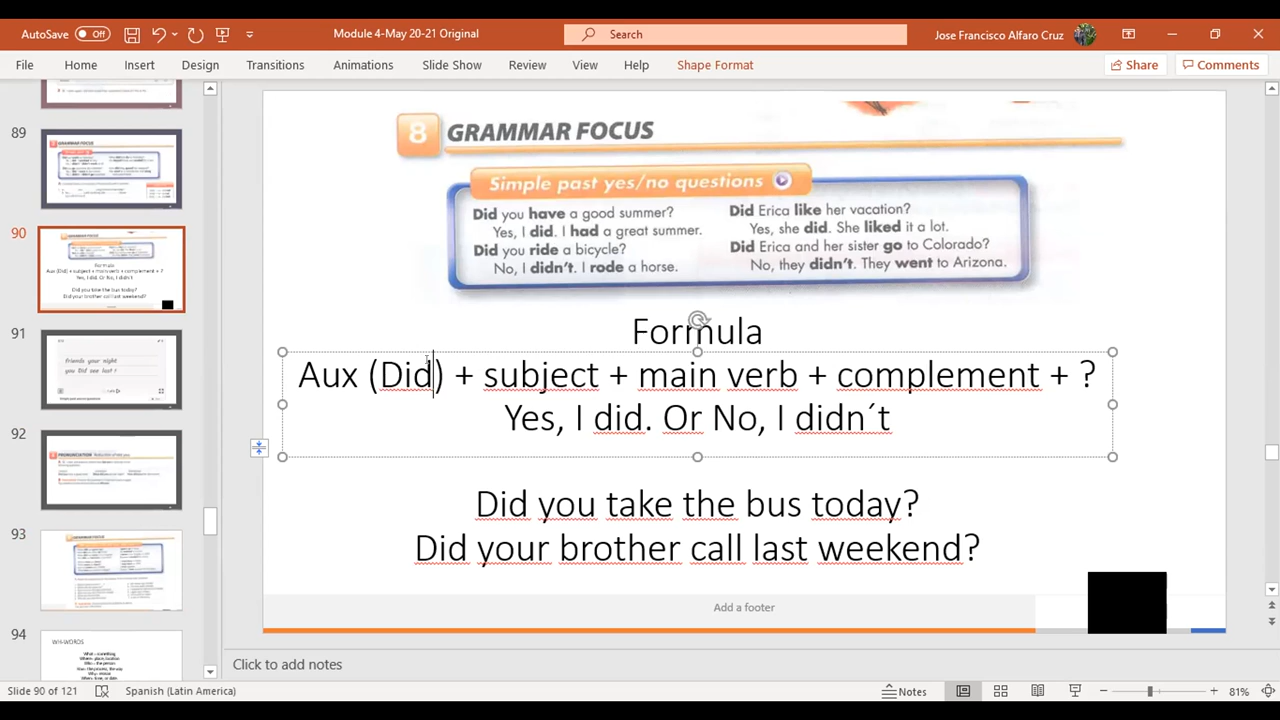 AutoSave Off Module 4-May 20-21 Original Search Jose Francisco Alfaro Cruz
File Home Insert Design Transitions Animations Slide Show Review View Help Shape Format Share Comments
89
90
91
92
93
94
8 GRAMMAR FOCUS
Simple past yes/no questions
Did you have a good summer?
Yes, I did. I had a great summer.
Did you ride a bicycle?
No, I didn't. I rode a horse.
Did Erica like her vacation?
Yes, she did. She liked it a lot.
Did Erica and her sister go to Colorado?
No, they didn't. They went to Arizona.
Formula
Aux (Did) + subject + main verb + complement + ?
Yes, I did. Or No, I didn´t
Did you take the bus today?
Did your brother call last weekend?
Add a footer
Click to add notes
Slide 90 of 121 Spanish (Latin America) Notes 81%